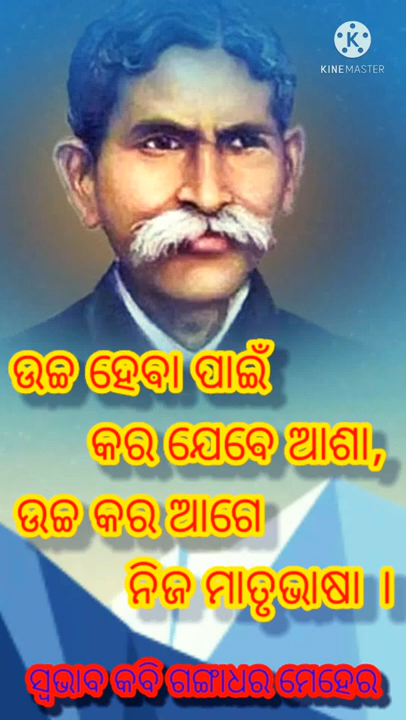 KINEMASTER
ଉଚ୍ଚ ହେବା ପାଇଁ
କର ଯେବେ ଆଶା,
ଉଚ୍ଚ କର ଆଗେ
ନିଜ ମାତୃଭାଷା ।
ସ୍ୱଭାବ କବି ଗଙ୍ଗାଧର ମେହେର